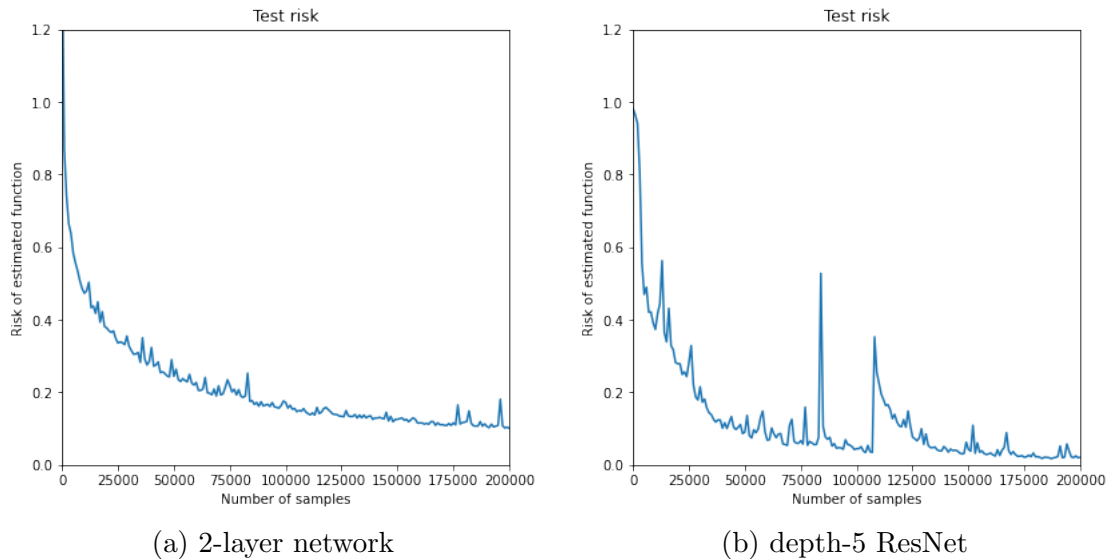 Test risk
1.2
1.0
0.8
0.6
0.4
0.2
0.0
Risk of estimated function
0 25000 50000 75000 100000 125000 150000 175000 200000
Number of samples
(a) 2-layer network
Test risk
1.2
1.0
0.8
0.6
0.4
0.2
0.0
Risk of estimated function
0 25000 50000 75000 100000 125000 150000 175000 200000
Number of samples
(b) depth-5 ResNet